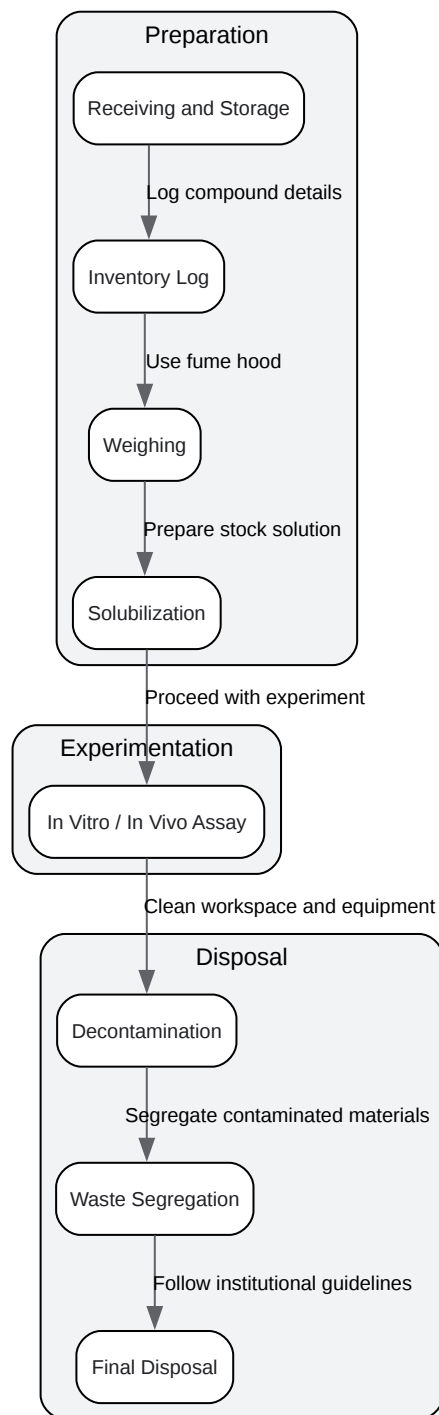 Preparation
Receiving and Storage
Log compound details
Inventory Log
Use fume hood
Weighing
Prepare stock solution
Solubilization
Proceed with experiment
Experimentation
In Vitro / In Vivo Assay
Clean workspace and equipment
Disposal
Decontamination
Segregate contaminated materials
Waste Segregation
Follow institutional guidelines
Final Disposal